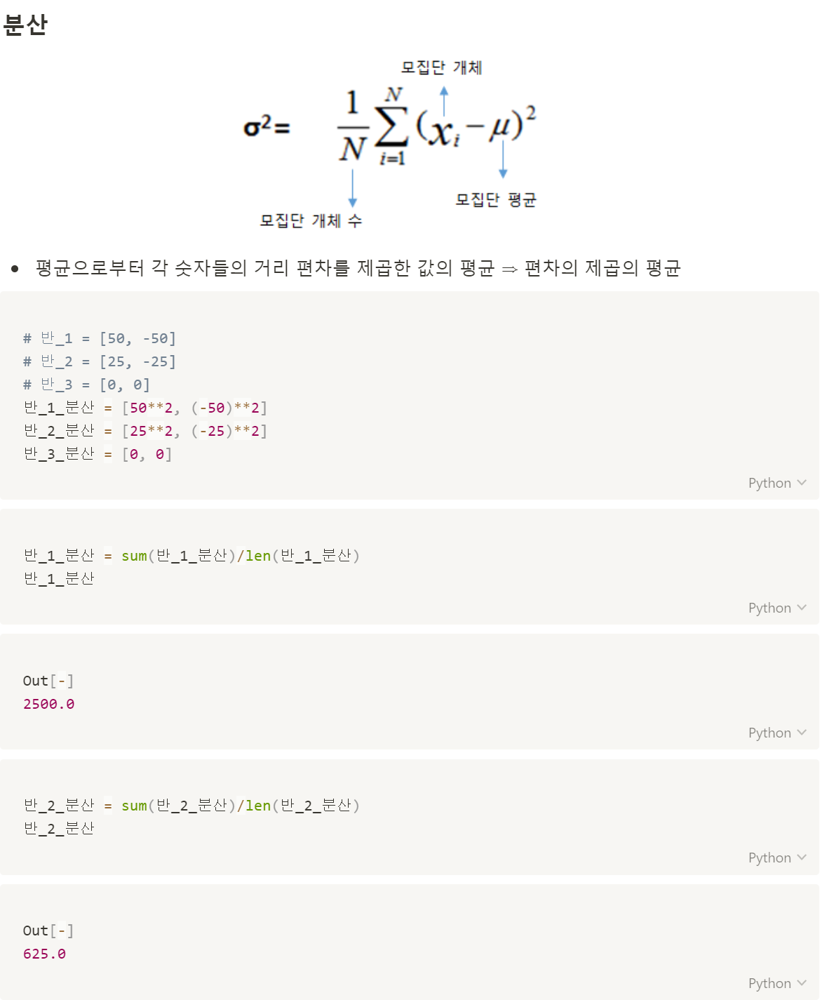 분산
모집단 개체
σ²= 1/N N ∑ i=1 (xᵢ − μ)²
모집단 평균
모집단 개체 수
• 평균으로부터 각 숫자들의 거리 편차를 제곱한 값의 평균 ⇒ 편차의 제곱의 평균
# 반_1 = [50, -50]
# 반_2 = [25, -25]
# 반_3 = [0, 0]
반_1_분산 = [50**2, (-50)**2]
반_2_분산 = [25**2, (-25)**2]
반_3_분산 = [0, 0]
Python
반_1_분산 = sum(반_1_분산)/len(반_1_분산)
반_1_분산
Python
Out[-]
2500.0
Python
반_2_분산 = sum(반_2_분산)/len(반_2_분산)
반_2_분산
Python
Out[-]
625.0
Python